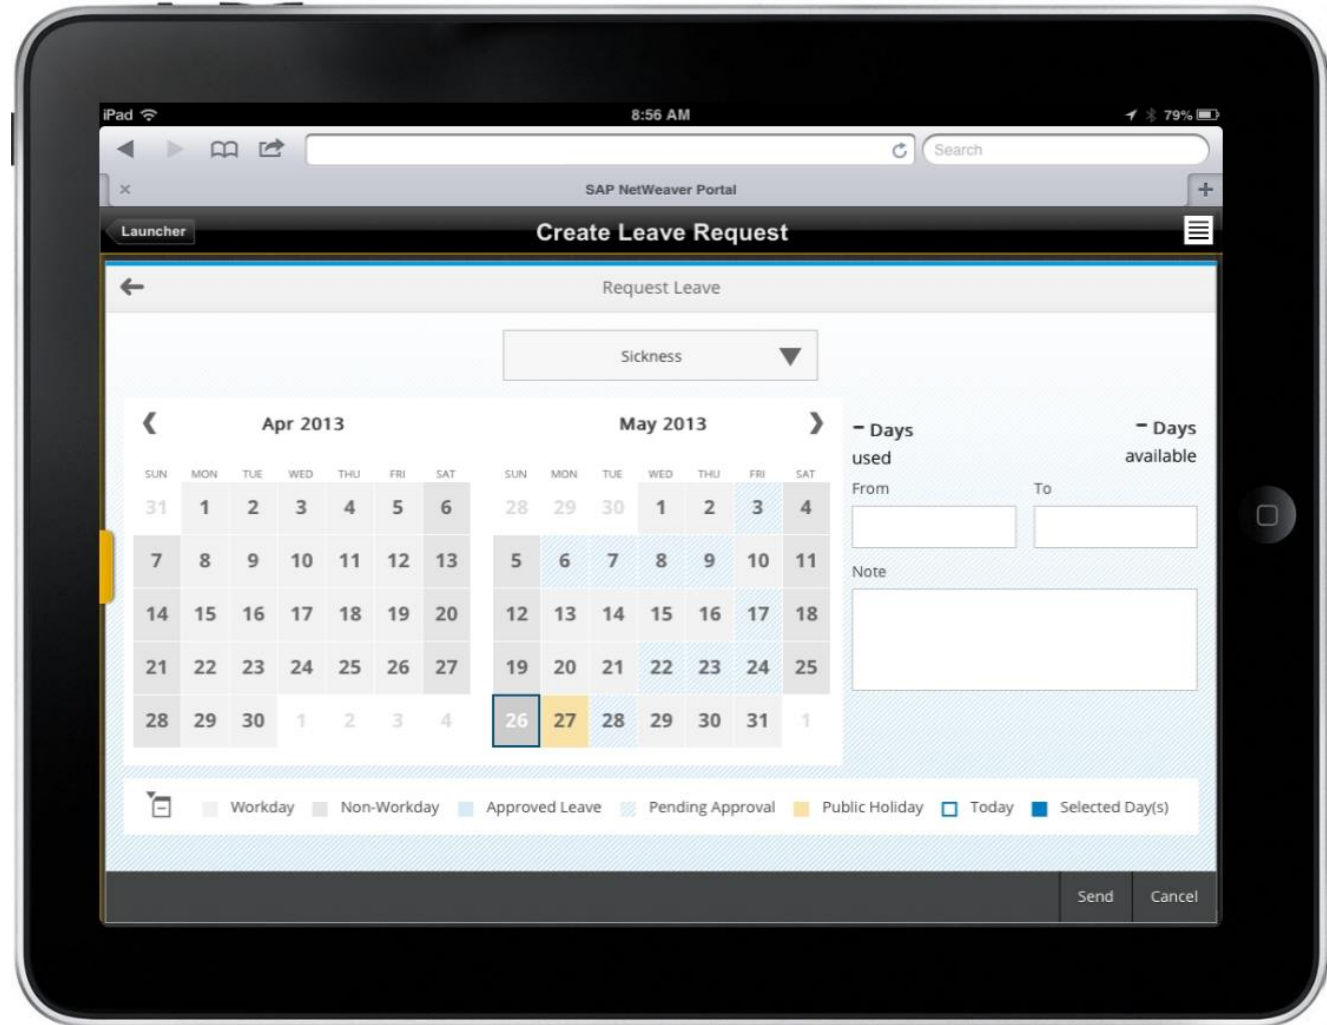 iPad 8:56 AM 79%
Search
× SAP NetWeaver Portal +
Launcher Create Leave Request
Request Leave
Sickness
Apr 2013 May 2013
SUN MON TUE WED THU FRI SAT SUN MON TUE WED THU FRI SAT
31 1 2 3 4 5 6 28 29 30 1 2 3 4
7 8 9 10 11 12 13 5 6 7 8 9 10 11
14 15 16 17 18 19 20 12 13 14 15 16 17 18
21 22 23 24 25 26 27 19 20 21 22 23 24 25
28 29 30 1 2 3 4 26 27 28 29 30 31 1
– Days – Days
used available
From To
Note
Workday Non-Workday Approved Leave Pending Approval Public Holiday Today Selected Day(s)
Send Cancel